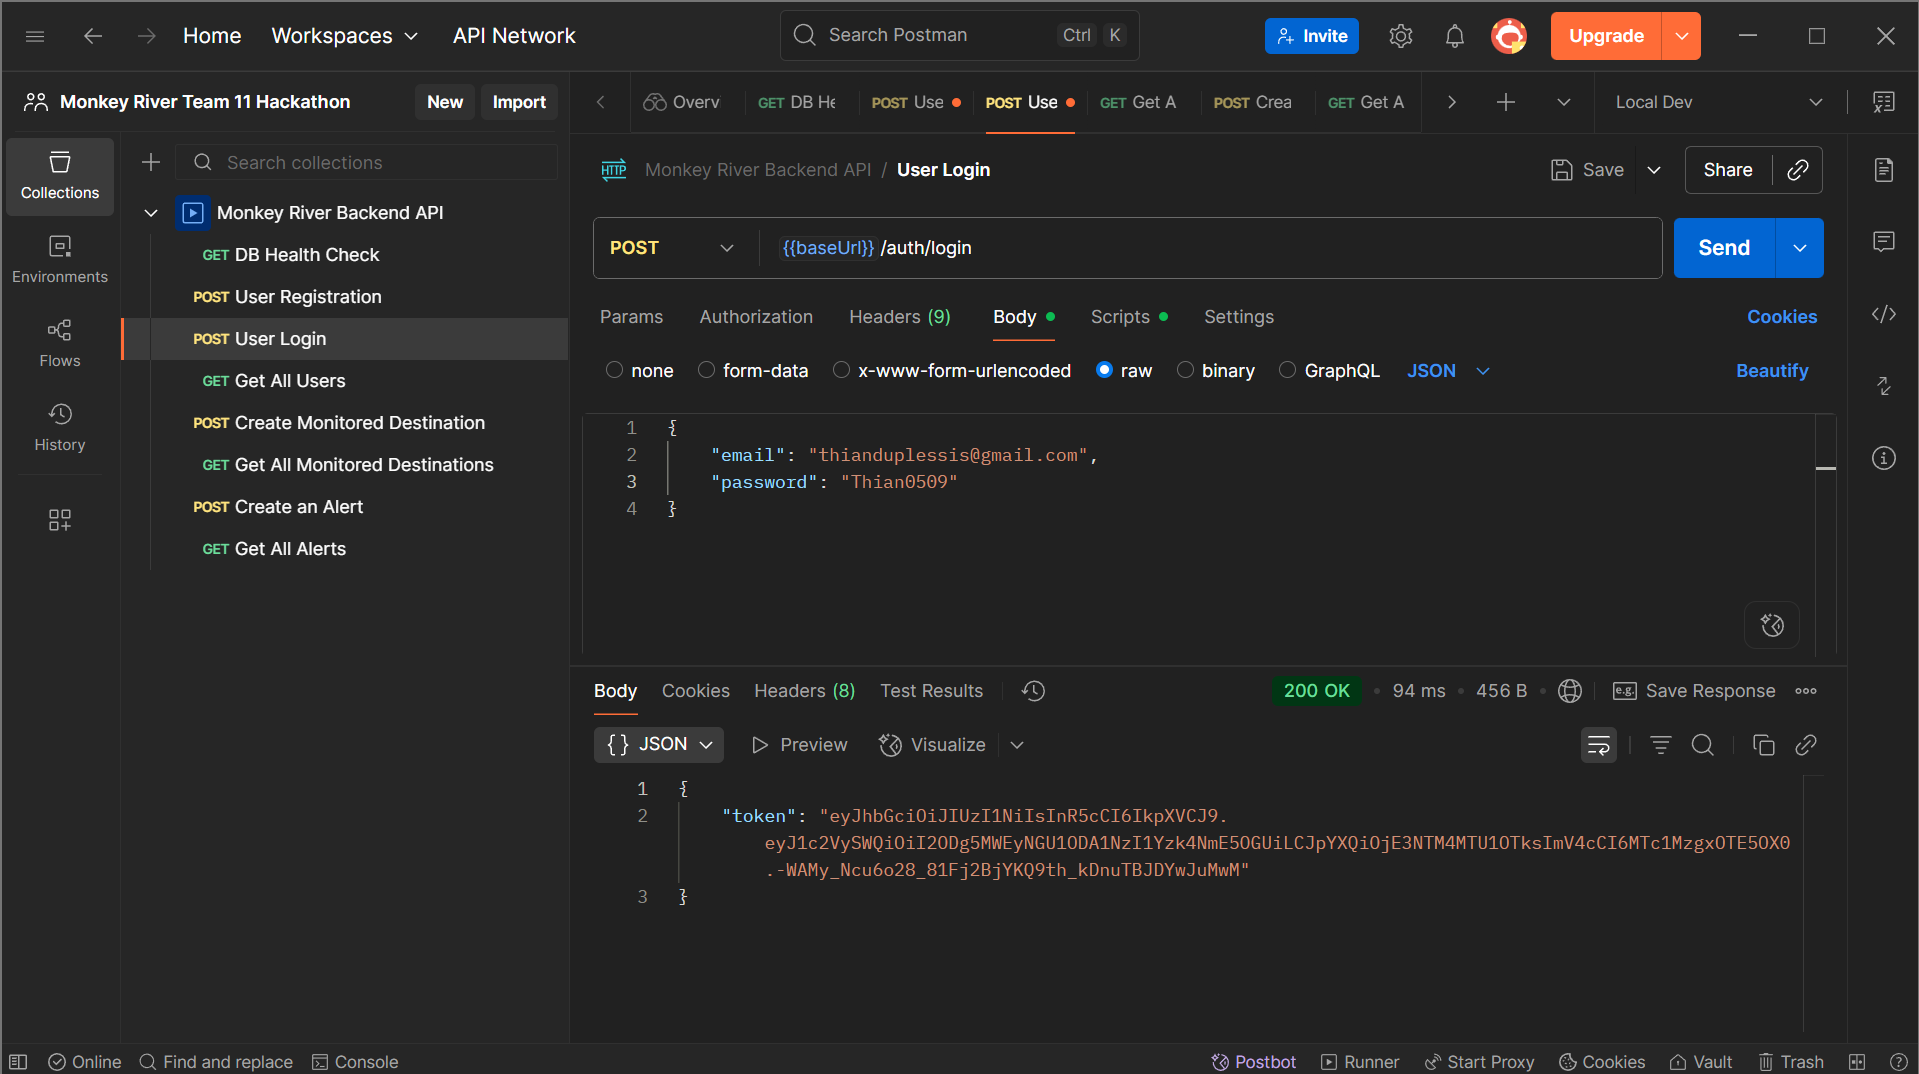 Home Workspaces API Network Search Postman Ctrl K Invite Upgrade
Monkey River Team 11 Hackathon New Import
Overv GET DB He POST Use POST Use GET Get A POST Crea GET Get A Local Dev
Collections
Environments
Flows
History
Search collections
Monkey River Backend API
GET DB Health Check
POST User Registration
POST User Login
GET Get All Users
POST Create Monitored Destination
GET Get All Monitored Destinations
POST Create an Alert
GET Get All Alerts
HTTP Monkey River Backend API / User Login Save Share
POST {{baseUrl}} /auth/login Send
Params Authorization Headers (9) Body Scripts Settings Cookies
none form-data x-www-form-urlencoded raw binary GraphQL JSON Beautify
1 {
2 "email": "thianduplessis@gmail.com",
3 "password": "Thian0509"
4 }
Body Cookies Headers (8) Test Results 200 OK 94 ms 456 B e.g. Save Response
{} JSON Preview Visualize
1 {
2 "token": "eyJhbGciOiJIUzI1NiIsInR5cCI6IkpXVCJ9.
eyJ1c2VySWQiOiI2ODg5MWEyNGU1ODA1NzI1Yzk4NmE5OGUiLCJpYXQiOjE3NTM4MTU1OTksImV4cCI6MTc1MzgxOTE5OX0
.-WAMy_Ncu6o28_81Fj2BjYKQ9th_kDnuTBJDYwJuMwM"
3 }
Online Find and replace Console Postbot Runner Start Proxy Cookies Vault Trash